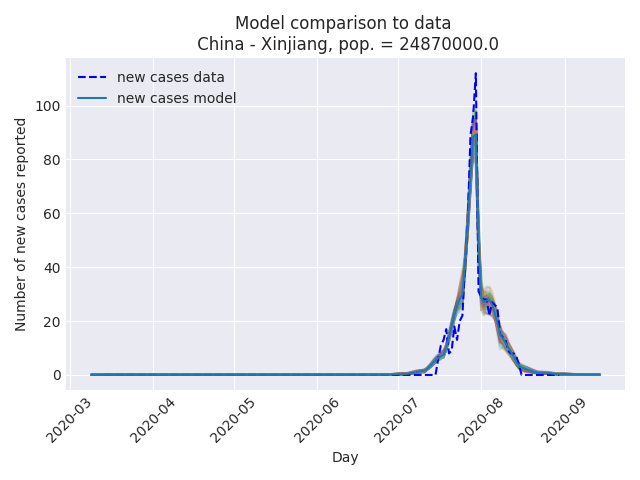 Model comparison to data
China - Xinjiang, pop. = 24870000.0
new cases data
new cases model
Number of new cases reported
100
80
60
40
20
0
2020-03
2020-04
2020-05
2020-06
2020-07
2020-08
2020-09
Day